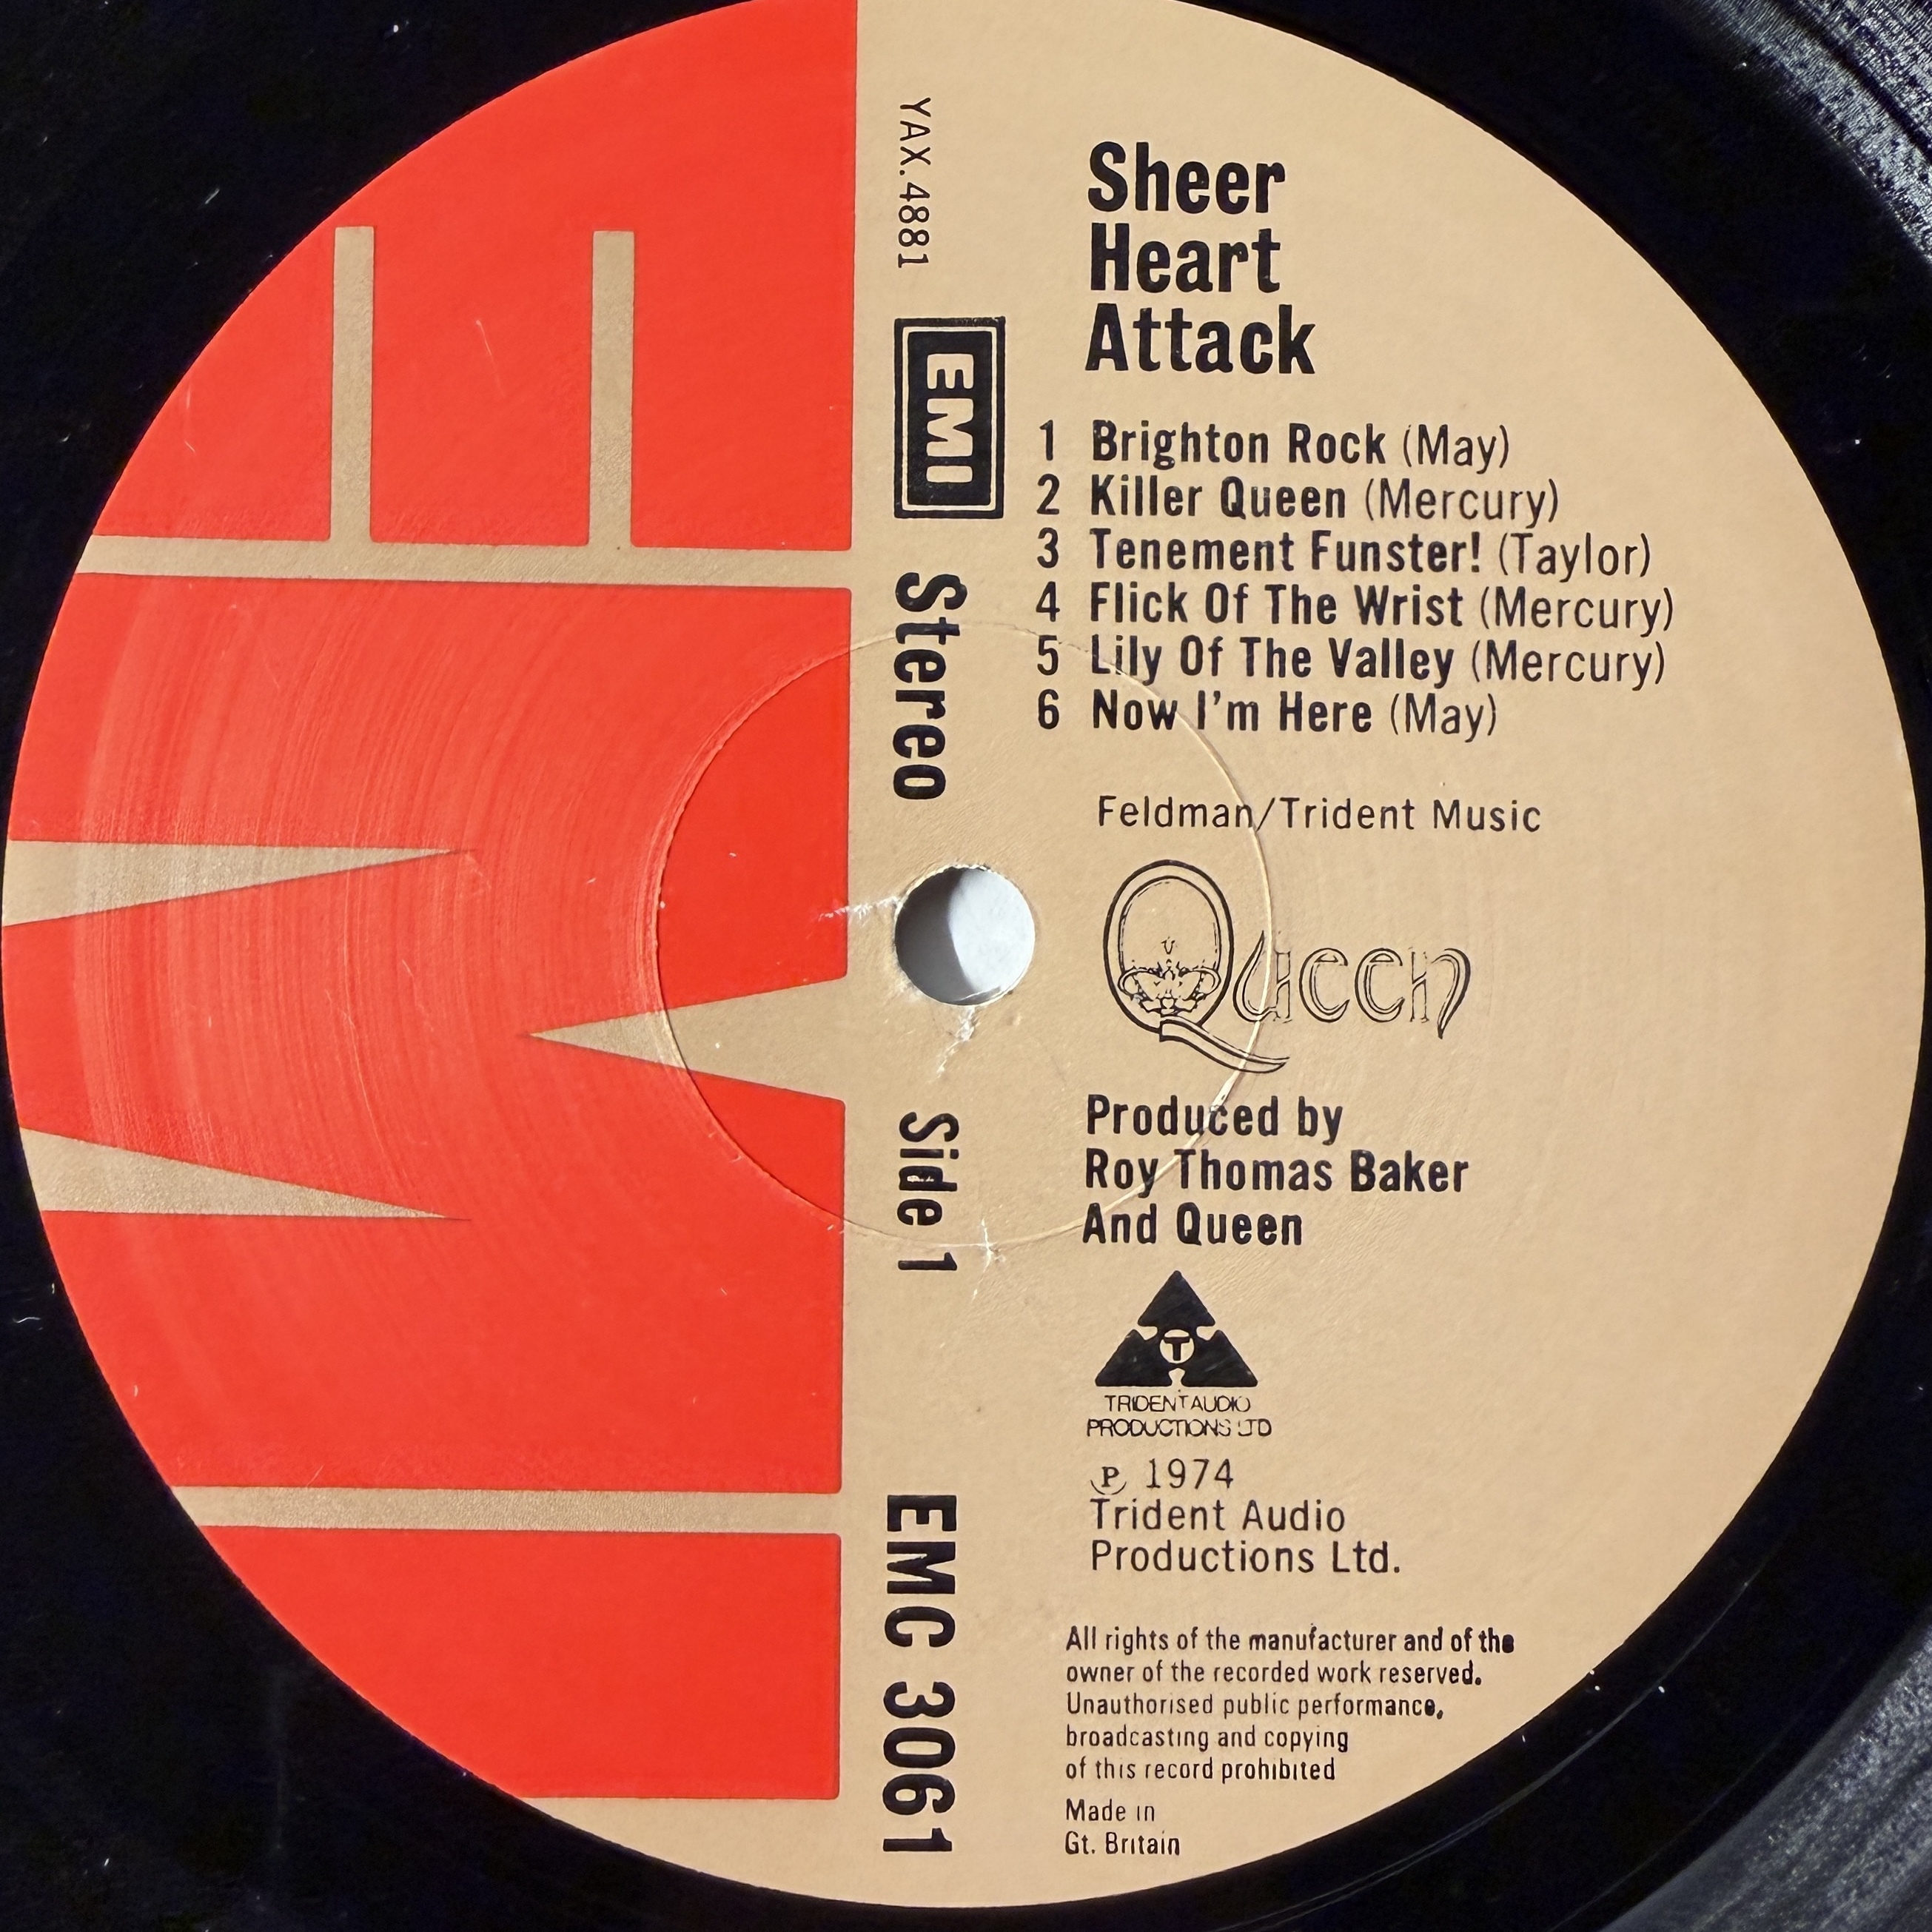 YAX.4881
EMI
Stereo
Side 1
EMC 3061
EMI
Sheer
Heart
Attack
1 Brighton Rock (May)
2 Killer Queen (Mercury)
3 Tenement Funster! (Taylor)
4 Flick Of The Wrist (Mercury)
5 Lily Of The Valley (Mercury)
6 Now I'm Here (May)
Feldman/Trident Music
Queen
Produced by
Roy Thomas Baker
And Queen
T
TRIDENT AUDIO
PRODUCTIONS LTD
℗ 1974
Trident Audio
Productions Ltd.
All rights of the manufacturer and of the
owner of the recorded work reserved.
Unauthorised public performance,
broadcasting and copying
of this record prohibited
Made in
Gt. Britain